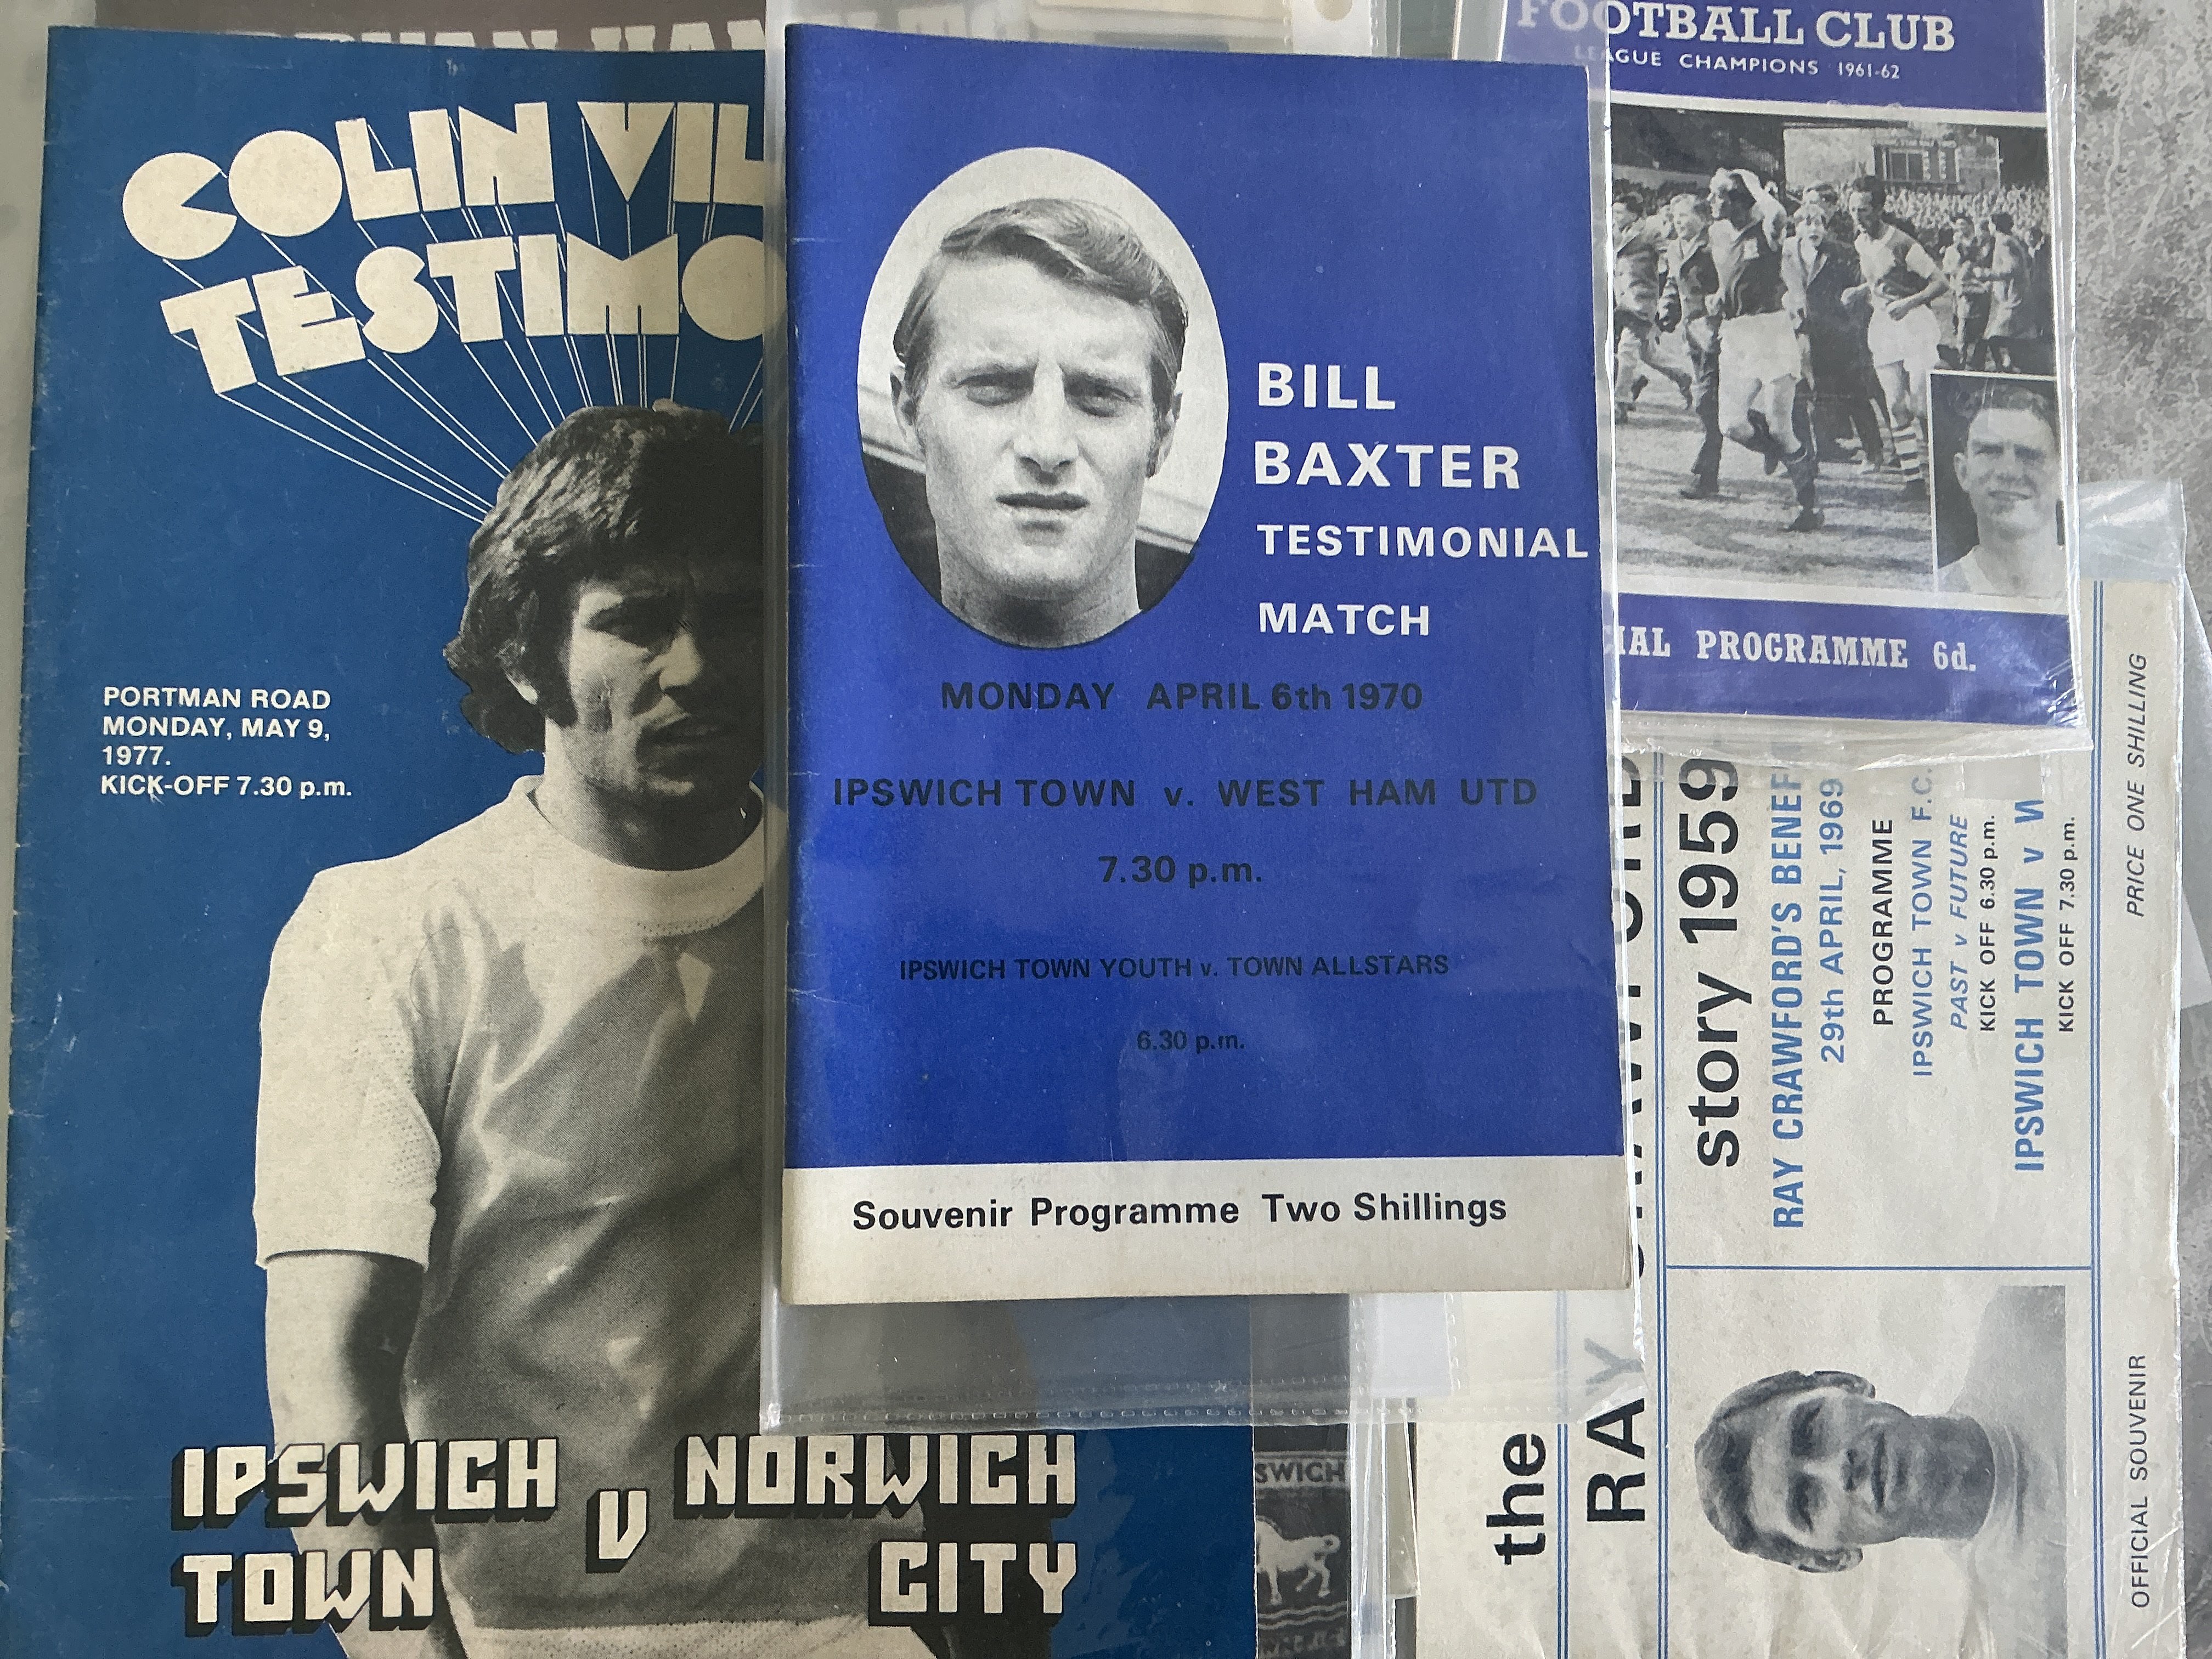 COLIN
TESTIMO
PORTMAN ROAD
MONDAY, MAY 9,
1977.
KICK-OFF 7.30 p.m.
IPSWICH
TOWN
v
NORWICH
CITY
BILL
BAXTER
TESTIMONIAL
MATCH
MONDAY APRIL 6th 1970
IPSWICH TOWN v. WEST HAM UTD
7.30 p.m.
IPSWICH TOWN YOUTH v. TOWN ALLSTARS
6.30 p.m.
Souvenir Programme Two Shillings
FOOTBALL CLUB
LEAGUE CHAMPIONS 1961-62
PROGRAMME 6d.
the
RAY
story 1959
RAY CRAWFORD'S BENEF
29th APRIL, 1969
PROGRAMME
IPSWICH TOWN F.C.
PAST v FUTURE
KICK OFF 6.30 p.m.
IPSWICH TOWN v W
KICK OFF 7.30 p.m.
OFFICIAL SOUVENIR PRICE ONE SHILLING
SWICH